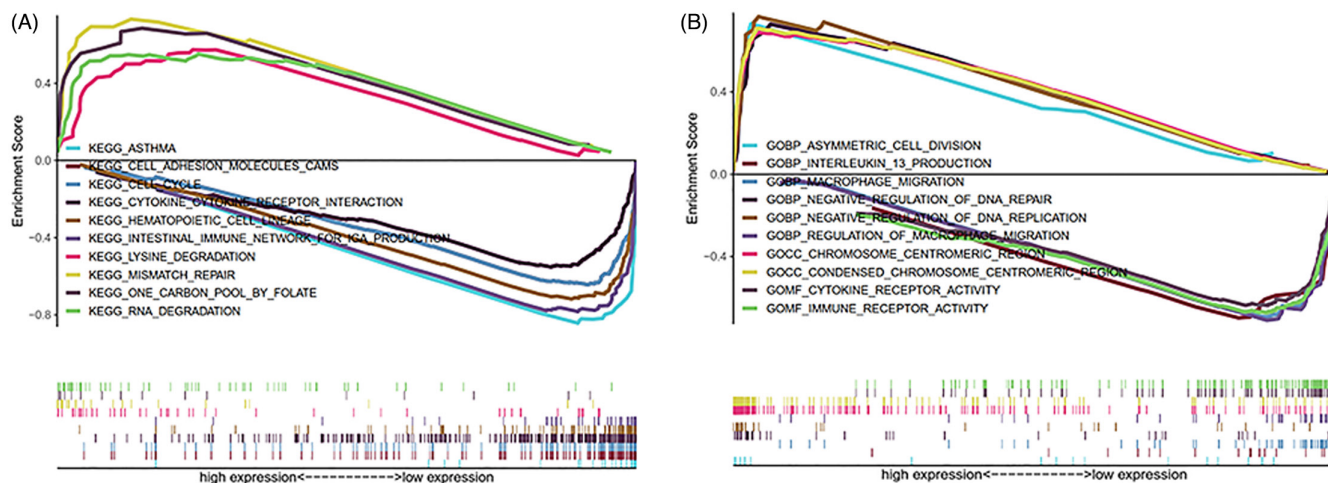 (A)
0.4
0.0
−0.4
−0.8
Enrichment Score
KEGG_ASTHMA
KEGG_CELL_ADHESION_MOLECULES_CAMS
KEGG_CELL_CYCLE
KEGG_CYTOKINE_CYTOKINE_RECEPTOR_INTERACTION
KEGG_HEMATOPOIETIC_CELL_LINEAGE
KEGG_INTESTINAL_IMMUNE_NETWORK_FOR_IGA_PRODUCTION
KEGG_LYSINE_DEGRADATION
KEGG_MISMATCH_REPAIR
KEGG_ONE_CARBON_POOL_BY_FOLATE
KEGG_RNA_DEGRADATION
high expression<------------>low expression
(B)
0.4
0.0
−0.4
Enrichment Score
GOBP_ASYMMETRIC_CELL_DIVISION
GOBP_INTERLEUKIN_13_PRODUCTION
GOBP_MACROPHAGE_MIGRATION
GOBP_NEGATIVE_REGULATION_OF_DNA_REPAIR
GOBP_NEGATIVE_REGULATION_OF_DNA_REPLICATION
GOBP_REGULATION_OF_MACROPHAGE_MIGRATION
GOCC_CHROMOSOME_CENTROMERIC_REGION
GOCC_CONDENSED_CHROMOSOME_CENTROMERIC_REGION
GOMF_CYTOKINE_RECEPTOR_ACTIVITY
GOMF_IMMUNE_RECEPTOR_ACTIVITY
high expression<------------>low expression